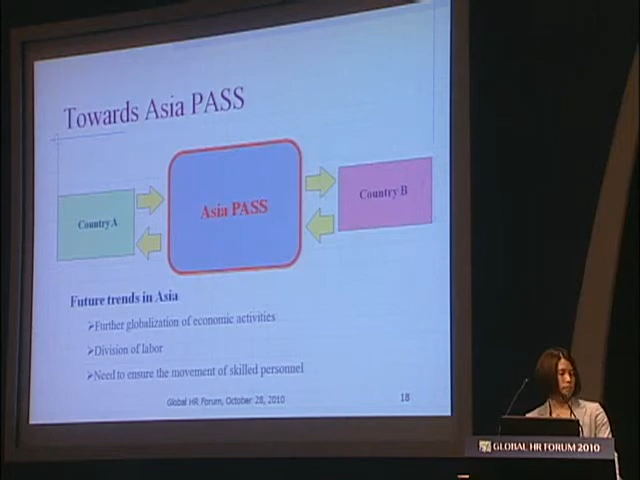 Towards Asia PASS
Country A
Asia PASS
Country B
Future trends in Asia
➢Further globalization of economic activities
➢Division of labor
➢Need to ensure the movement of skilled personnel
Global HR Forum, October 28, 2010
18
GLOBAL HR FORUM 2010